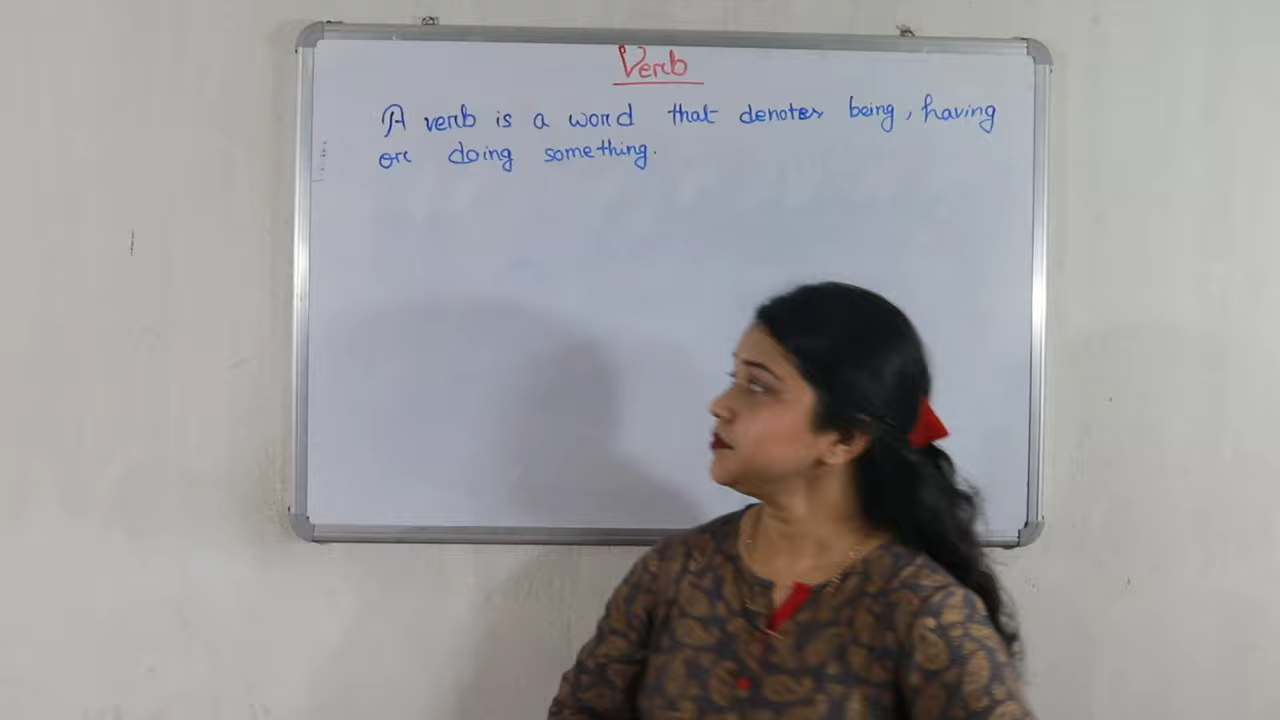 Verb
A verb is a word that denotes being, having
or doing something.